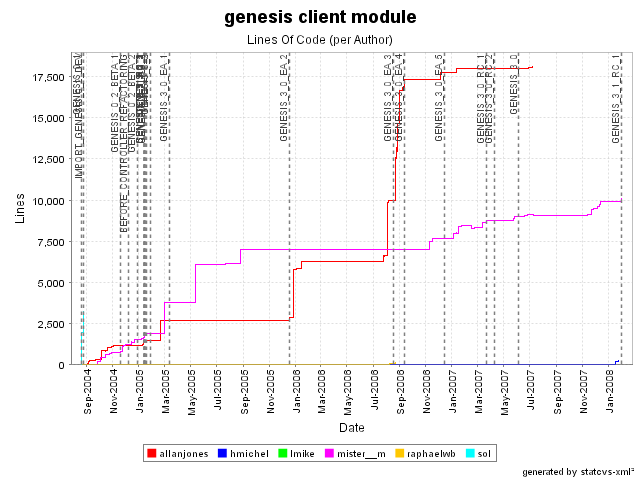 genesis client module
Lines Of Code (per Author)
Lines
17,500
15,000
12,500
10,000
7,500
5,000
2,500
0
BEFORE_CONTROLLER_REFACTORING
GENESIS_3_0_EA_1
GENESIS_3_0_EA_2
GENESIS_3_0_EA_3
GENESIS_3_0_EA_4
GENESIS_3_0_EA_5
GENESIS_3_0_RC_1
GENESIS_3_0_RC_2
GENESIS_3_0
GENESIS_3_1_RC_1
Sep-2004
Nov-2004
Jan-2005
Mar-2005
May-2005
Jul-2005
Sep-2005
Nov-2005
Jan-2006
Mar-2006
May-2006
Jul-2006
Sep-2006
Nov-2006
Jan-2007
Mar-2007
May-2007
Jul-2007
Sep-2007
Nov-2007
Jan-2008
Date
allanjones hmichel lmike mister__m raphaelwb sol
generated by statcvs-xml²